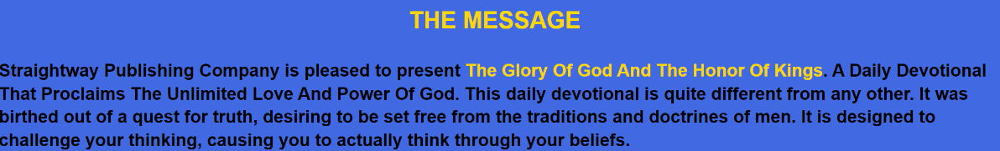 THE MESSAGE
Straightway Publishing Company is pleased to present The Glory Of God And The Honor Of Kings. A Daily Devotional
That Proclaims The Unlimited Love And Power Of God. This daily devotional is quite different from any other. It was
birthed out of a quest for truth, desiring to be set free from the traditions and doctrines of men. It is designed to
challenge your thinking, causing you to actually think through your beliefs.